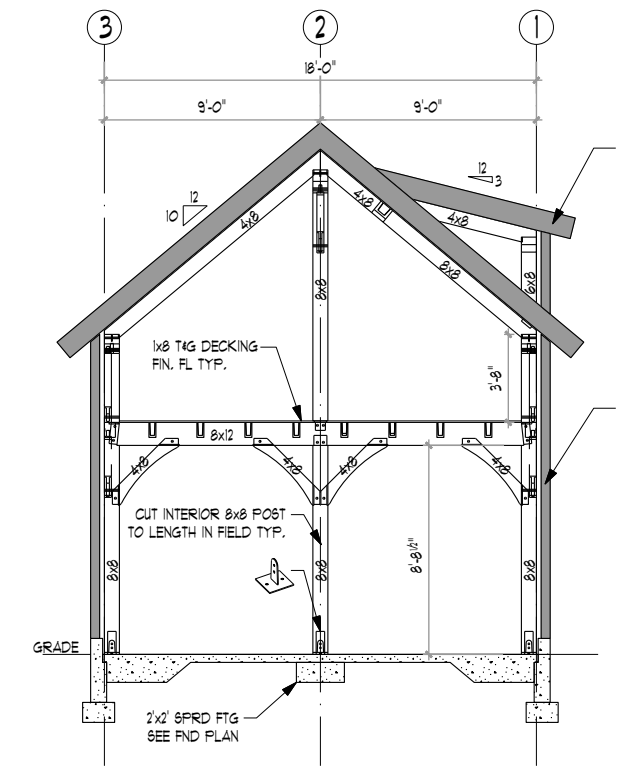 3
2
1
18'-0"
9'-0"
9'-0"
12
10
12
3
4x8
4x8
4x8
8x8
8x8
6x8
1x8 T&G DECKING
FIN. FL TYP.
3'-8"
8x12
4x8
4x8
4x8
4x8
CUT INTERIOR 8x8 POST
TO LENGTH IN FIELD TYP.
8'-8½"
8x8
8x8
8x8
GRADE
2'x2' SPRD FTG
SEE FND PLAN